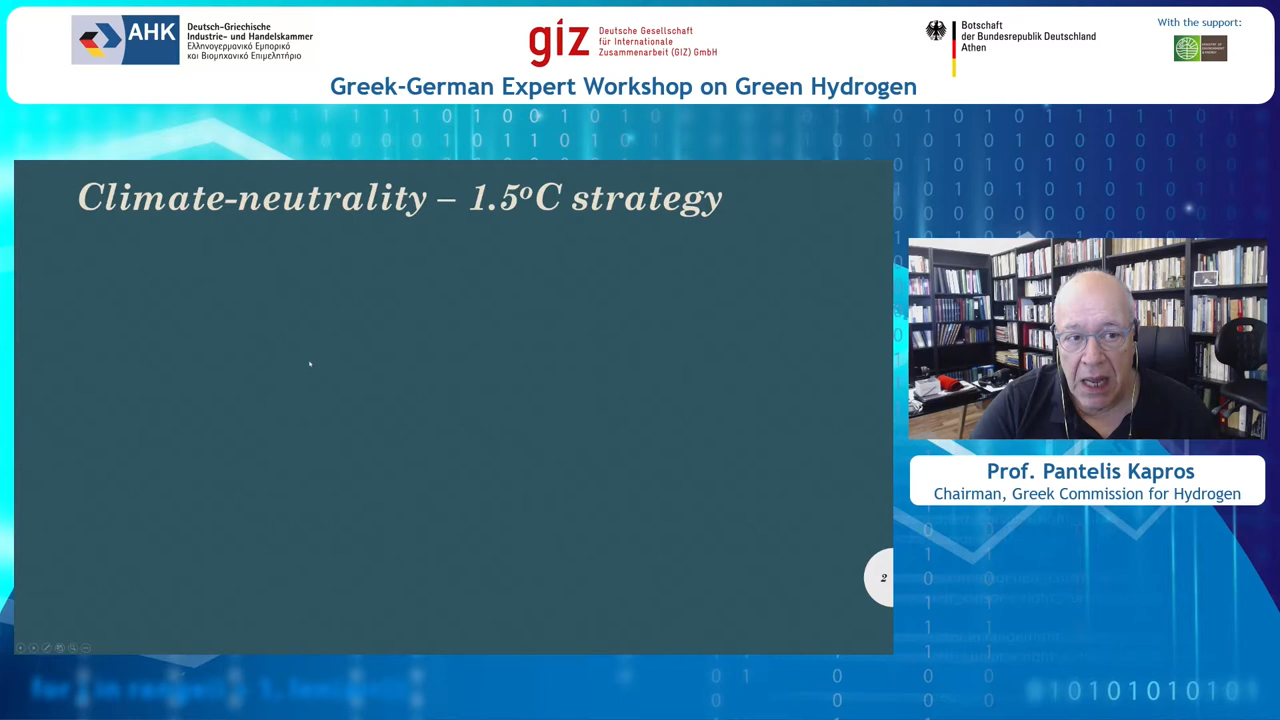 AHK
Deutsch-Griechische
Industrie- und Handelskammer
Ελληνογερμανικό Εμπορικό
και Βιομηχανικό Επιμελητήριο
giz
Deutsche Gesellschaft
für Internationale
Zusammenarbeit (GIZ) GmbH
Botschaft
der Bundesrepublik Deutschland
Athen
With the support:
Greek-German Expert Workshop on Green Hydrogen
Climate-neutrality – 1.5°C strategy
2
Prof. Pantelis Kapros
Chairman, Greek Commission for Hydrogen